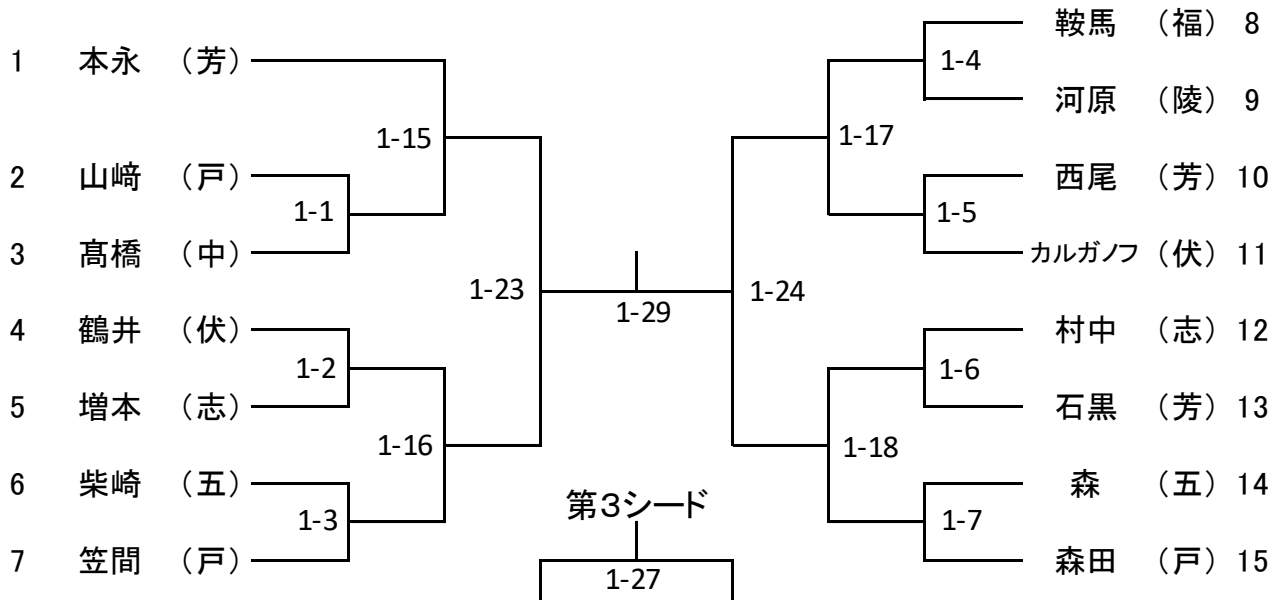 1 本永 （芳）
2 山﨑 （戸）
3 髙橋 （中）
4 鶴井 （伏）
5 増本 （志）
6 柴崎 （五）
7 笠間 （戸）
1-15
1-1
1-2
1-16
1-3
1-23
1-29
1-24
第3シード
1-27
1-17
1-4
1-5
1-6
1-18
1-7
鞍馬 （福） 8
河原 （陵） 9
西尾 （芳） 10
カルガノフ （伏） 11
村中 （志） 12
石黒 （芳） 13
森 （五） 14
森田 （戸） 15